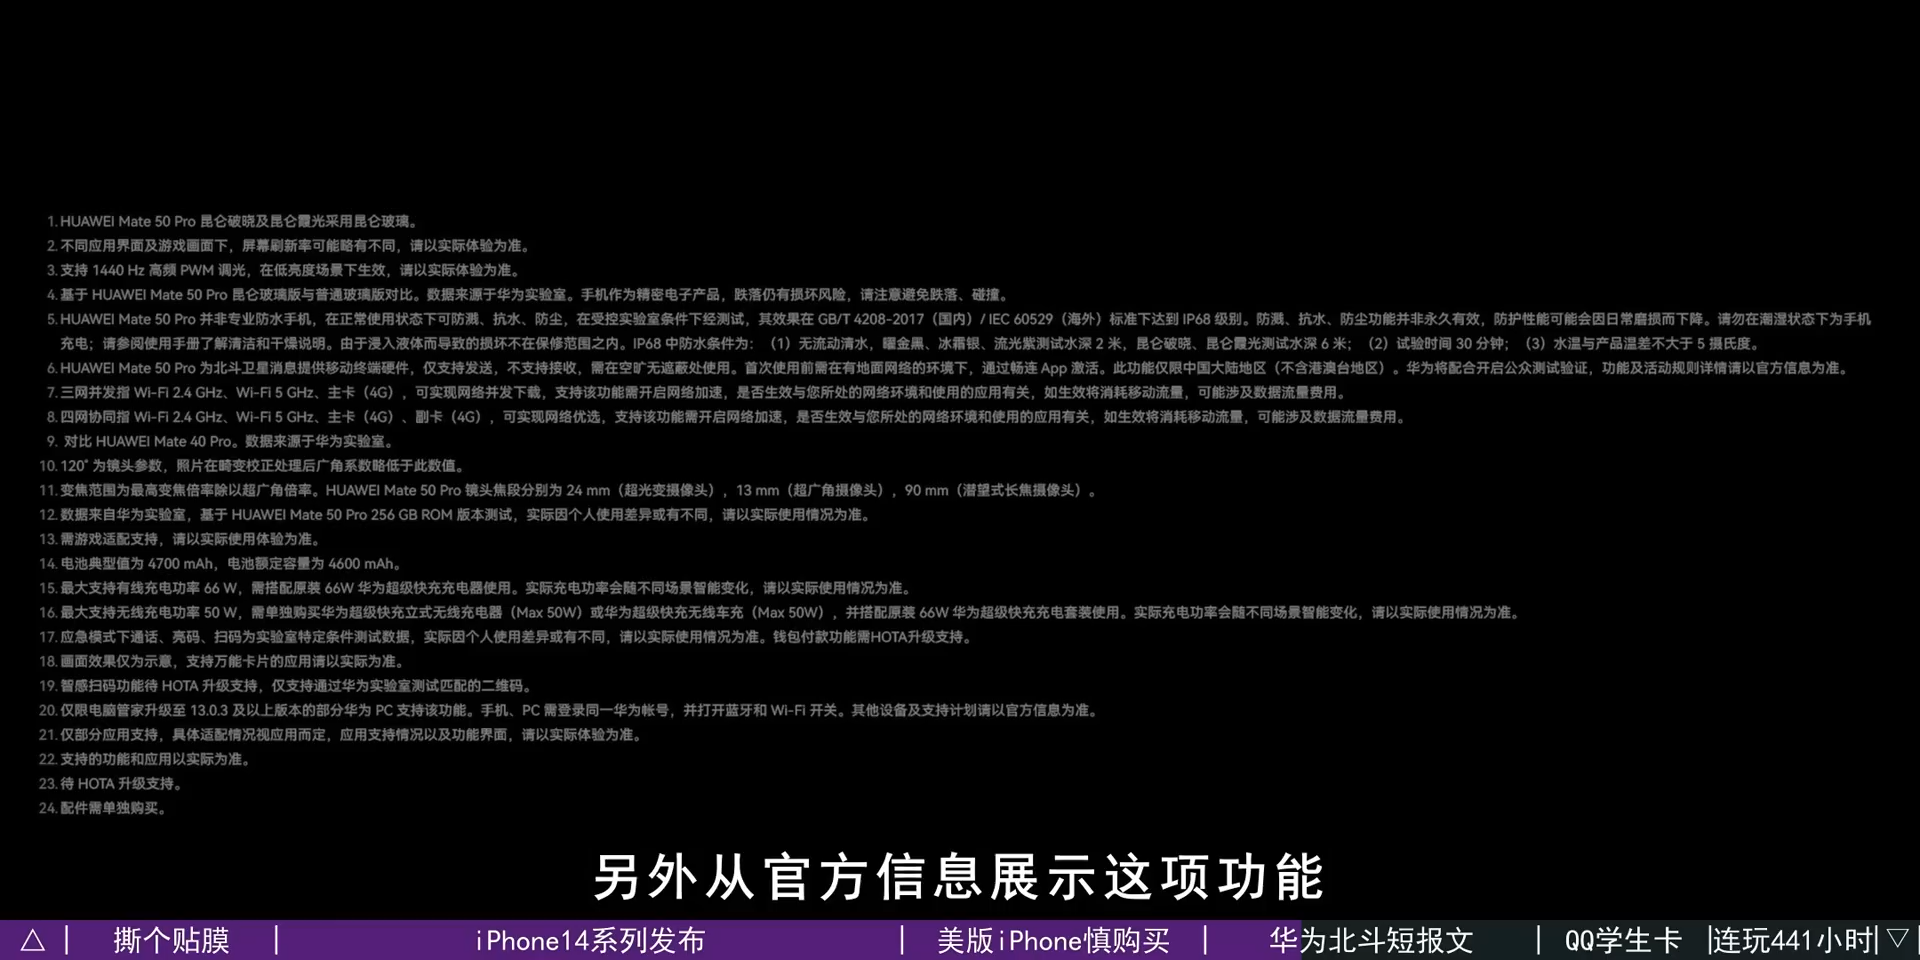 1. HUAWEI Mate 50 Pro 昆仑破晓及昆仑霞光采用昆仑玻璃。
2. 不同应用界面及游戏画面下，屏幕刷新率可能略有不同，请以实际体验为准。
3. 支持 1440 Hz 高频 PWM 调光，在低亮度场景下生效，请以实际体验为准。
4. 基于 HUAWEI Mate 50 Pro 昆仑玻璃版与普通玻璃版对比。数据来源于华为实验室。手机作为精密电子产品，跌落仍有损坏风险，请注意避免跌落、碰撞。
5. HUAWEI Mate 50 Pro 并非专业防水手机，在正常使用状态下可防溅、抗水、防尘，在受控实验室条件下经测试，其效果在 GB/T 4208-2017（国内）/ IEC 60529（海外）标准下达到 IP68 级别。防溅、抗水、防尘功能并非永久有效，防护性能可能会因日常磨损而下降。请勿在潮湿状态下为手机
充电；请参阅使用手册了解清洁和干燥说明。由于浸入液体而导致的损坏不在保修范围之内。IP68 中防水条件为：（1）无流动清水，曜金黑、冰霜银、流光紫测试水深 2 米，昆仑破晓、昆仑霞光测试水深 6 米；（2）试验时间 30 分钟；（3）水温与产品温差不大于 5 摄氏度。
6. HUAWEI Mate 50 Pro 为北斗卫星消息提供移动终端硬件，仅支持发送，不支持接收，需在空旷无遮蔽处使用。首次使用前需在有地面网络的环境下，通过畅连 App 激活。此功能仅限中国大陆地区（不含港澳台地区）。华为将配合开启公众测试验证，功能及活动规则详情请以官方信息为准。
7. 三网并发指 Wi-Fi 2.4 GHz、Wi-Fi 5 GHz、主卡（4G），可实现网络并发下载，支持该功能需开启网络加速，是否生效与您所处的网络环境和使用的应用有关，如生效将消耗移动流量，可能涉及数据流量费用。
8. 四网协同指 Wi-Fi 2.4 GHz、Wi-Fi 5 GHz、主卡（4G）、副卡（4G），可实现网络优选，支持该功能需开启网络加速，是否生效与您所处的网络环境和使用的应用有关，如生效将消耗移动流量，可能涉及数据流量费用。
9. 对比 HUAWEI Mate 40 Pro。数据来源于华为实验室。
10. 120° 为镜头参数，照片在畸变校正处理后广角系数略低于此数值。
11. 变焦范围为最高变焦倍率除以超广角倍率。HUAWEI Mate 50 Pro 镜头焦段分别为 24 mm（超光变摄像头），13 mm（超广角摄像头），90 mm（潜望式长焦摄像头）。
12. 数据来自华为实验室，基于 HUAWEI Mate 50 Pro 256 GB ROM 版本测试，实际因个人使用差异或有不同，请以实际使用情况为准。
13. 需游戏适配支持，请以实际使用体验为准。
14. 电池典型值为 4700 mAh，电池额定容量为 4600 mAh。
15. 最大支持有线充电功率 66 W，需搭配原装 66W 华为超级快充充电器使用。实际充电功率会随不同场景智能变化，请以实际使用情况为准。
16. 最大支持无线充电功率 50 W，需单独购买华为超级快充立式无线充电器（Max 50W）或华为超级快充无线车充（Max 50W），并搭配原装 66W 华为超级快充充电套装使用。实际充电功率会随不同场景智能变化，请以实际使用情况为准。
17. 应急模式下通话、亮码、扫码为实验室特定条件测试数据，实际因个人使用差异或有不同，请以实际使用情况为准。钱包付款功能需HOTA升级支持。
18. 画面效果仅为示意，支持万能卡片的应用请以实际为准。
19. 智感扫码功能待 HOTA 升级支持，仅支持通过华为实验室测试匹配的二维码。
20. 仅限电脑管家升级至 13.0.3 及以上版本的部分华为 PC 支持该功能。手机、PC 需登录同一华为帐号，并打开蓝牙和 Wi-Fi 开关。其他设备及支持计划请以官方信息为准。
21. 仅部分应用支持，具体适配情况视应用而定，应用支持情况以及功能界面，请以实际体验为准。
22. 支持的功能和应用以实际为准。
23. 待 HOTA 升级支持。
24. 配件需单独购买。
另外从官方信息展示这项功能
△ | 撕个贴膜 | iPhone14系列发布 | 美版iPhone慎购买 | 华为北斗短报文 | QQ学生卡 |连玩441小时|▽